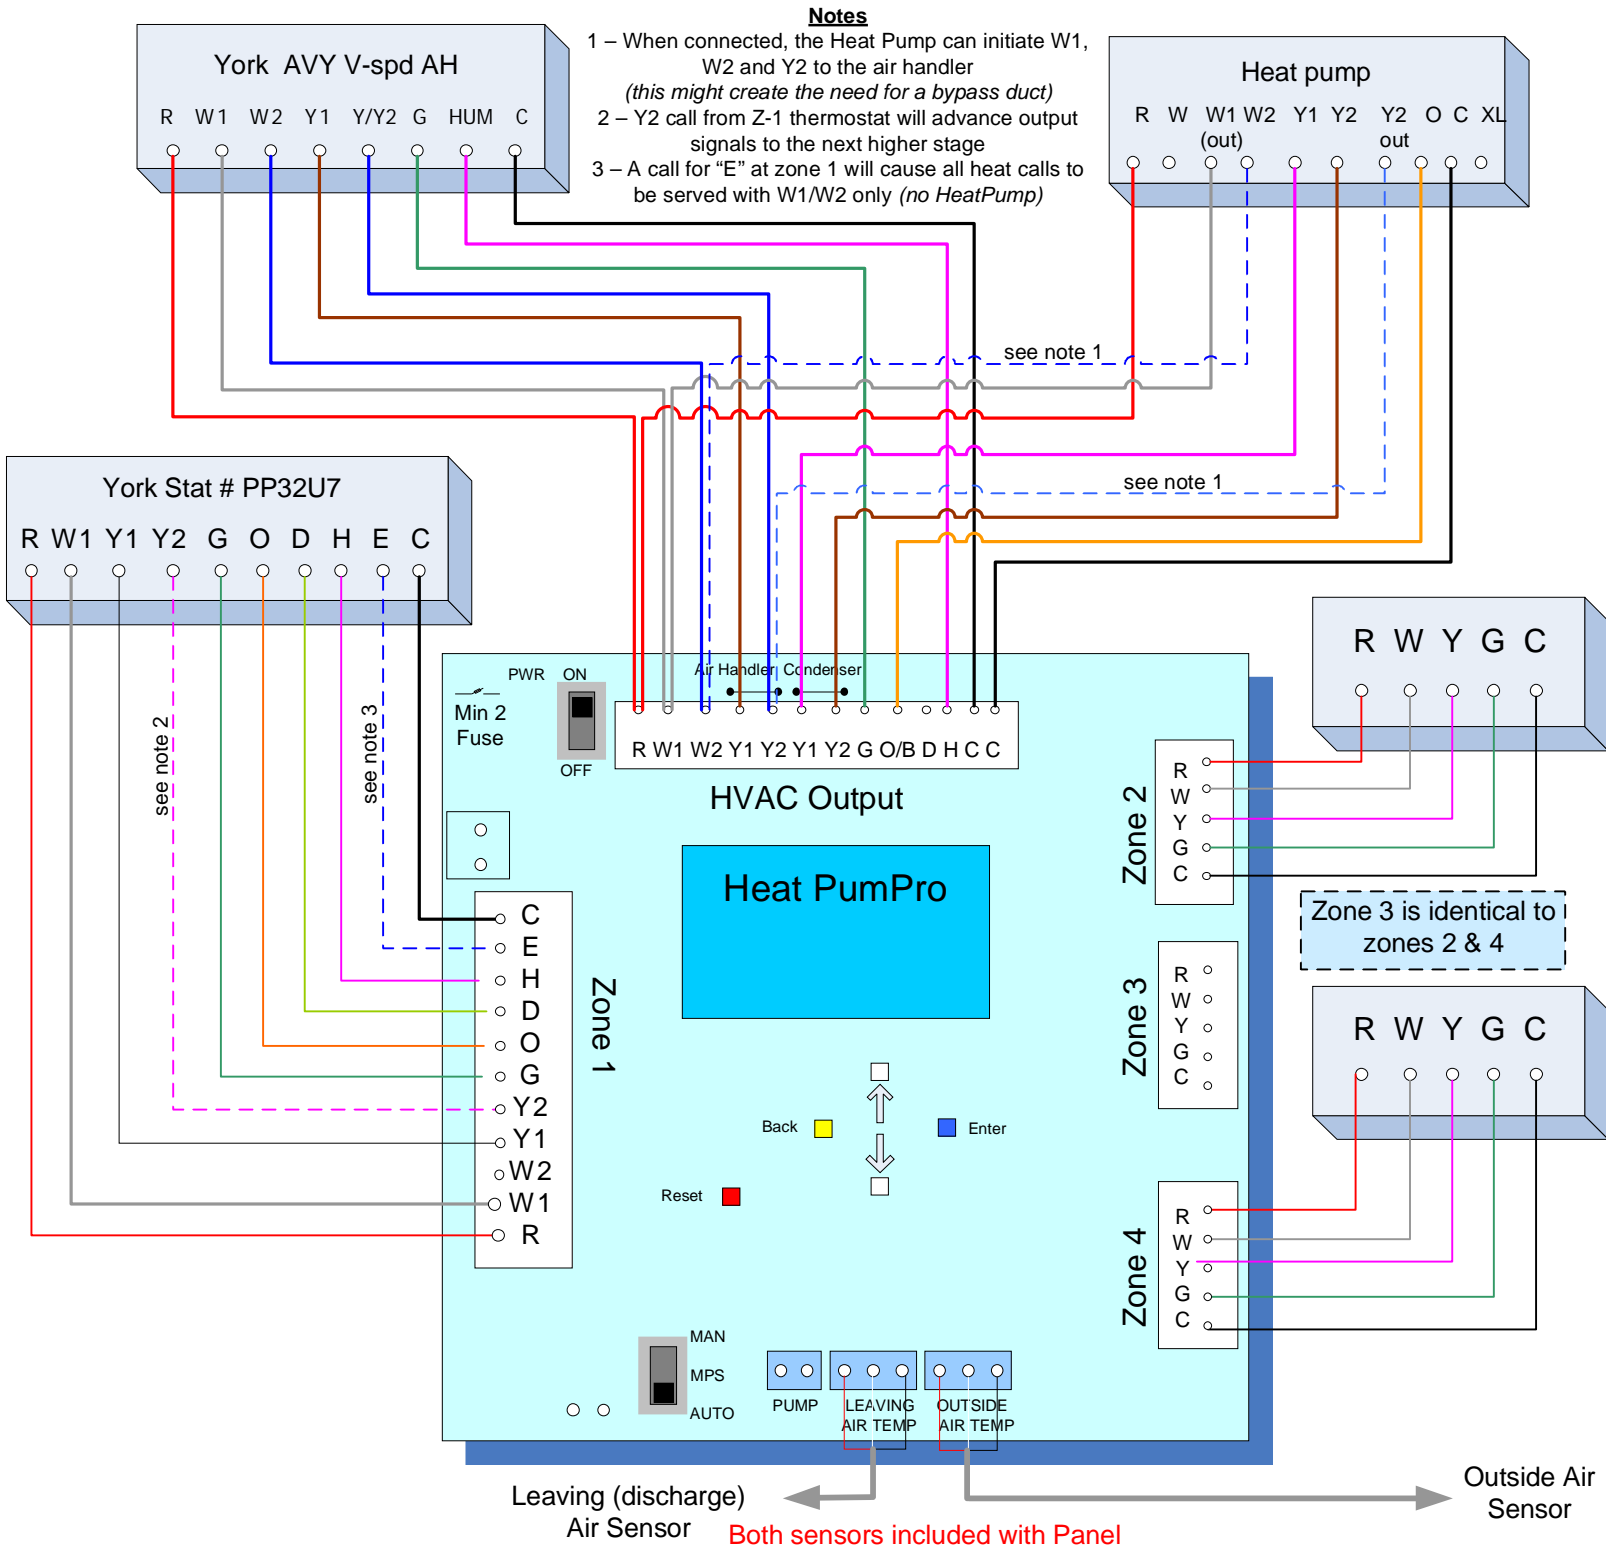 Notes
1 – When connected, the Heat Pump can initiate W1,
W2 and Y2 to the air handler
(this might create the need for a bypass duct)
2 – Y2 call from Z-1 thermostat will advance output
signals to the next higher stage
3 – A call for “E” at zone 1 will cause all heat calls to
be served with W1/W2 only (no HeatPump)
York AVY V-spd AH
R W1 W2 Y1 Y/Y2 G HUM C
Heat pump
R W W1 W2 Y1 Y2 Y2 O C XL
(out) out
see note 1
see note 1
York Stat # PP32U7
R W1 Y1 Y2 G O D H E C
see note 2
see note 3
PWR ON
OFF
Min 2
Fuse
Air Handler Condenser
R W1 W2 Y1 Y2 Y1 Y2 G O/B D H C C
HVAC Output
Heat PumPro
Zone 1
C
E
H
D
O
G
Y2
Y1
W2
W1
R
R W Y G C
Zone 2
R
W
Y
G
C
Zone 3 is identical to
zones 2 & 4
Zone 3
R
W
Y
G
C
R W Y G C
Zone 4
R
W
Y
G
C
Back
Enter
Reset
MAN
MPS
AUTO
PUMP
LEAVING
AIR TEMP
OUTSIDE
AIR TEMP
Leaving (discharge)
Air Sensor
Outside Air
Sensor
Both sensors included with Panel